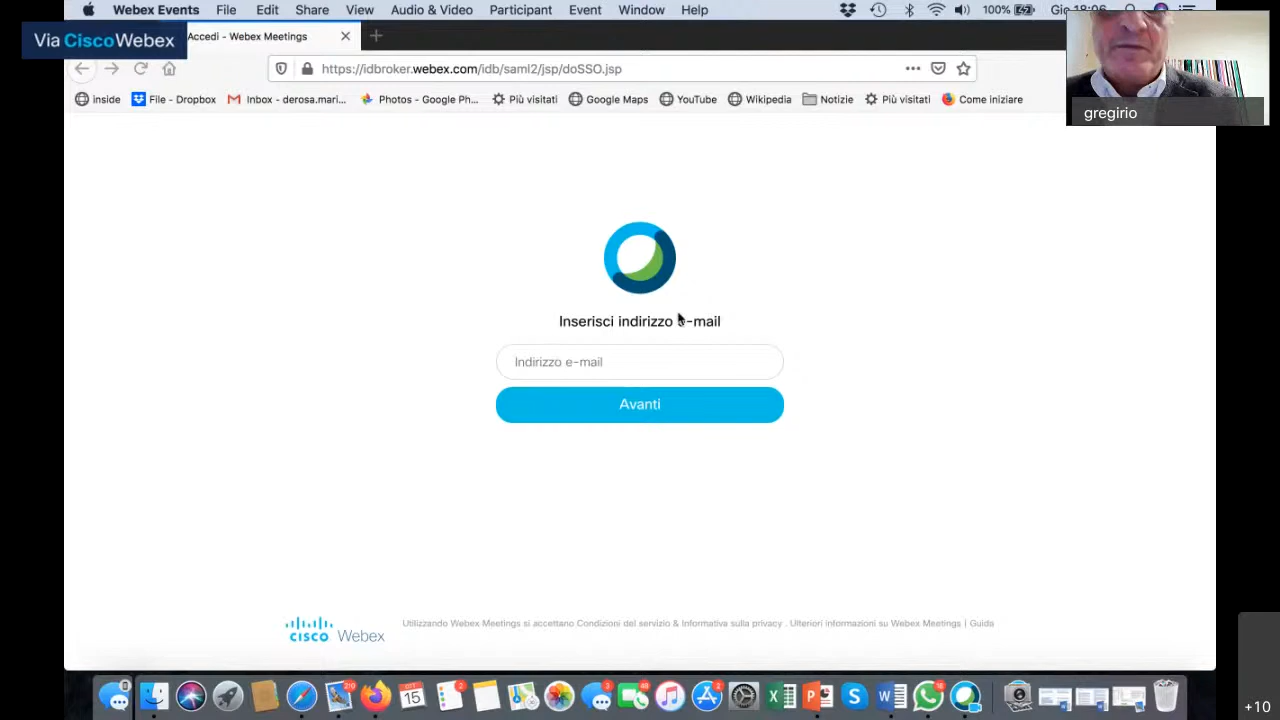 Webex Events File Edit Share View Audio & Video Participant Event Window Help 100%
Via CiscoWebex
Accedi - Webex Meetings
gregirio
https://idbroker.webex.com/idb/saml2/jsp/doSSO.jsp
inside File - Dropbox Inbox - derosa.mari... Photos - Google Ph... Più visitati Google Maps YouTube Wikipedia Notizie Più visitati Come iniziare
Inserisci indirizzo e-mail
Indirizzo e-mail
Avanti
cisco Webex
Utilizzando Webex Meetings si accettano Condizioni del servizio & Informativa sulla privacy . Ulteriori informazioni su Webex Meetings | Guida
15
+10